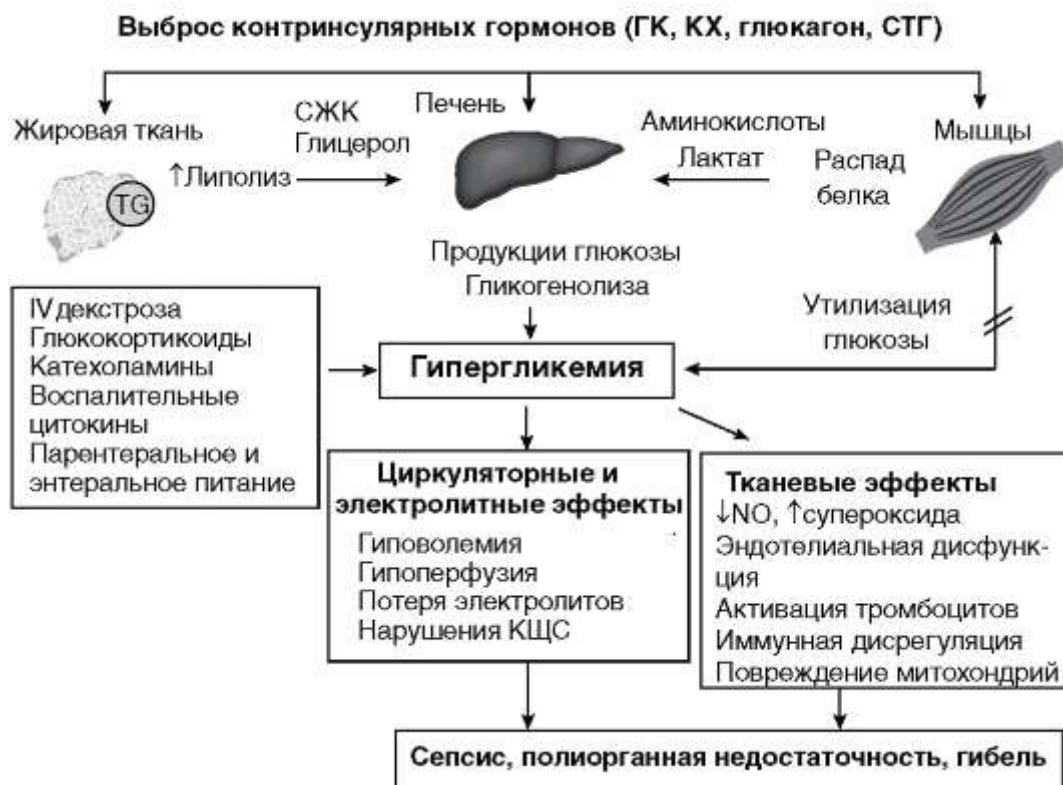 Выброс контринсулярных гормонов (ГК, КХ, глюкагон, СТГ)
Жировая ткань
СЖК
Глицерол
Печень
Аминокислоты
Лактат
Мышцы
↑Липолиз
Распад
белка
TG
Продукции глюкозы
Гликогенолиза
Утилизация
глюкозы
IV декстроза
Глюкокортикоиды
Катехоламины
Воспалительные
цитокины
Парентеральное и
энтеральное питание
Гипергликемия
Циркуляторные и
электролитные эффекты
Гиповолемия
Гипоперфузия
Потеря электролитов
Нарушения КЩС
Тканевые эффекты
↓NO, ↑супероксида
Эндотелиальная дисфунк-
ция
Активация тромбоцитов
Иммунная дисрегуляция
Повреждение митохондрий
Сепсис, полиорганная недостаточность, гибель